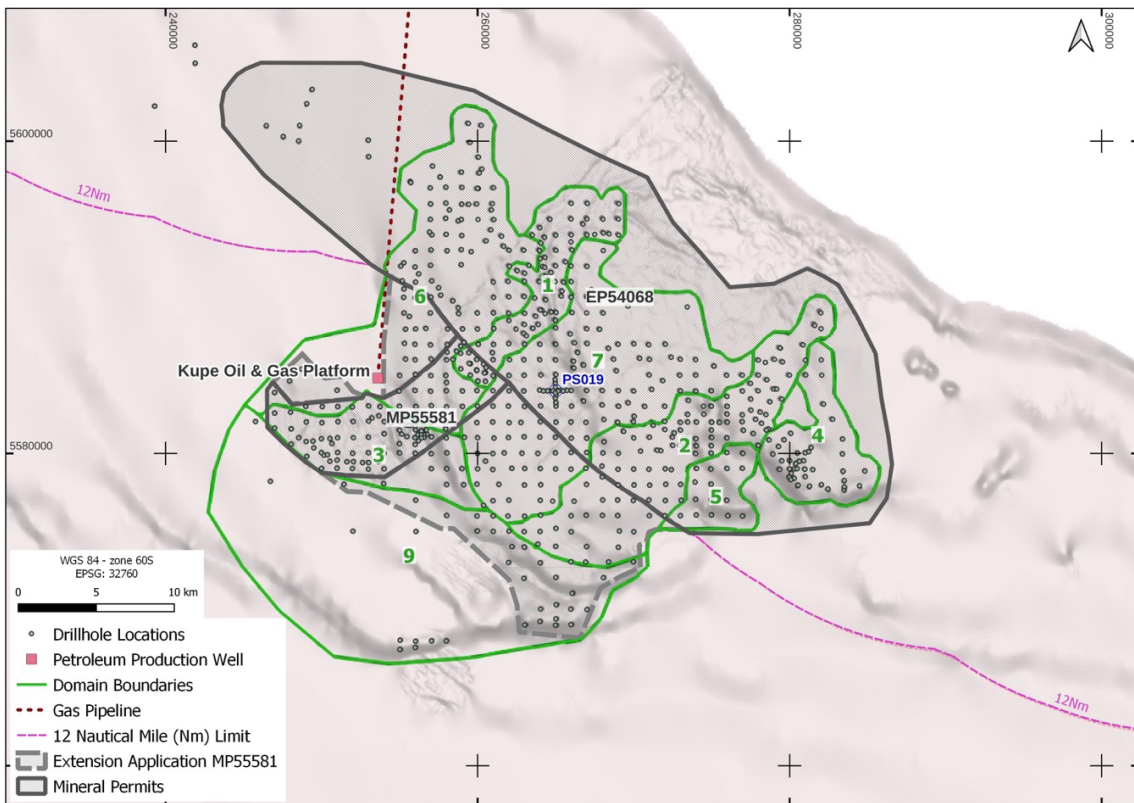 240000
260000
280000
300000
5600000
12Nm
1
EP54068
6
7
Kupe Oil & Gas Platform
PS019
MP55581
2
4
3
5
5580000
9
WGS 84 - zone 60S
EPSG: 32760
0 5 10 km
12Nm
Drillhole Locations
Petroleum Production Well
Domain Boundaries
Gas Pipeline
12 Nautical Mile (Nm) Limit
Extension Application MP55581
Mineral Permits